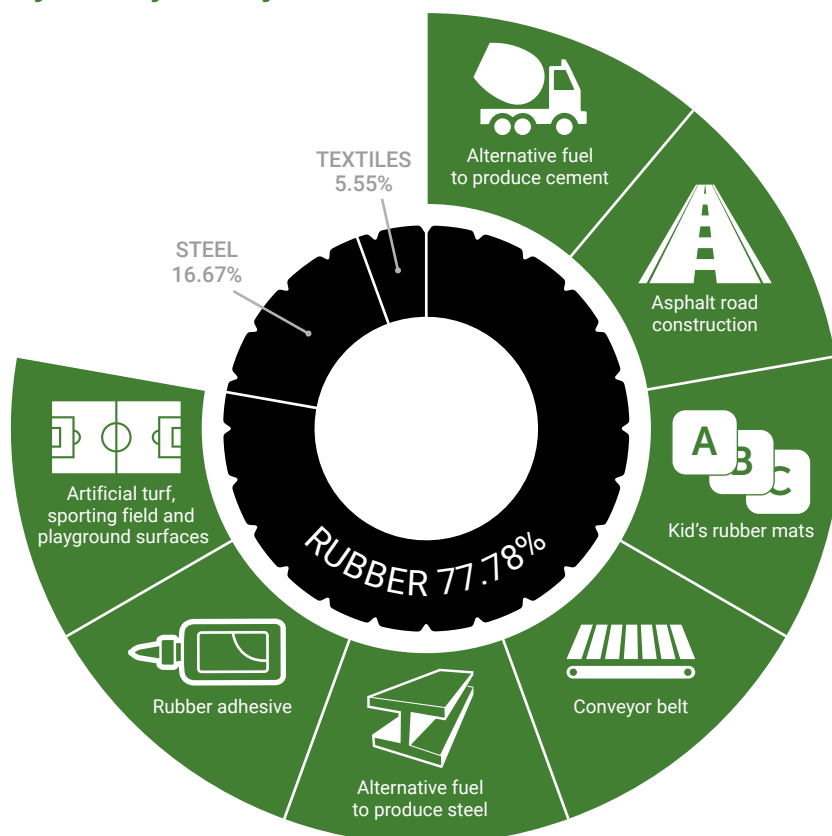 Alternative fuel
to produce cement
TEXTILES
5.55%
STEEL
16.67%
Asphalt road
construction
A
B
C
Kid's rubber mats
Artificial turf,
sporting field and
playground surfaces
RUBBER 77.78%
Rubber adhesive
Conveyor belt
Alternative fuel
to produce steel